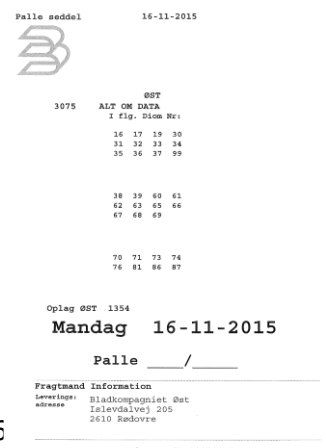 Palle seddel 16-11-2015
ØST
3075 ALT OM DATA
I flg. Diom Nr:
16 17 19 30
31 32 33 34
35 36 37 99
38 39 60 61
62 63 65 66
67 68 69
70 71 73 74
76 81 86 87
Oplag ØST 1354
Mandag 16-11-2015
Palle ____/_____
Fragtmand Information
Leverings: Bladkompagniet Øst
adresse Islevdalvej 205
2610 Rødovre